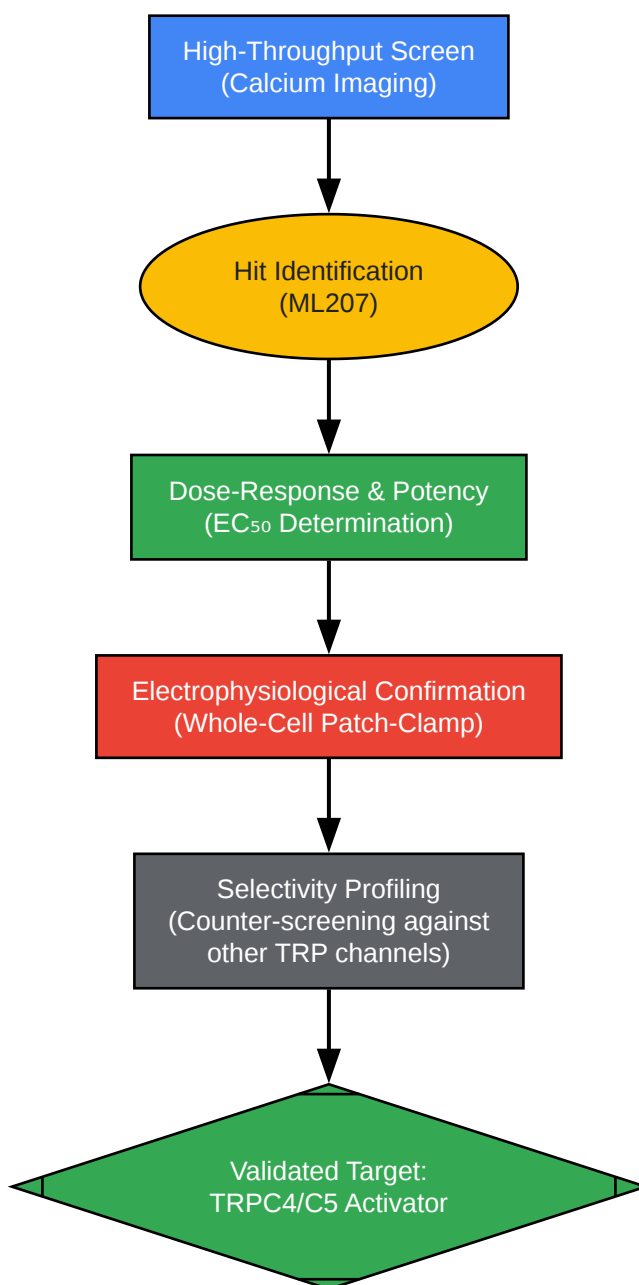 High-Throughput Screen
(Calcium Imaging)
Hit Identification
(ML207)
Dose-Response & Potency
(EC₅₀ Determination)
Electrophysiological Confirmation
(Whole-Cell Patch-Clamp)
Selectivity Profiling
(Counter-screening against
other TRP channels)
Validated Target:
TRPC4/C5 Activator